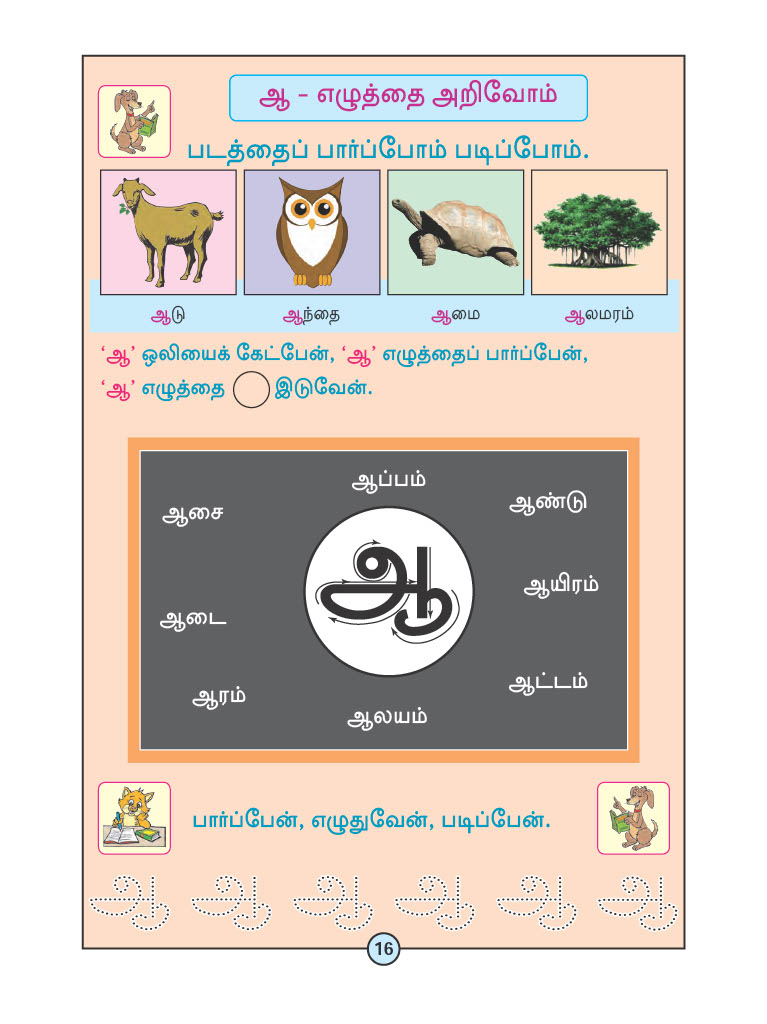 ஆ – எழுத்தை அறிவோம்
படத்தைப் பார்ப்போம் படிப்போம்.
ஆடு ஆந்தை ஆமை ஆலமரம்
‘ஆ’ ஒலியைக் கேட்பேன், ‘ஆ’ எழுத்தைப் பார்ப்பேன்,
‘ஆ’ எழுத்தை இடுவேன்.
ஆப்பம்
ஆசை
ஆண்டு
ஆ
ஆயிரம்
ஆடை
ஆரம்
ஆட்டம்
ஆலயம்
பார்ப்பேன், எழுதுவேன், படிப்பேன்.
ஆ ஆ ஆ ஆ ஆ ஆ
16